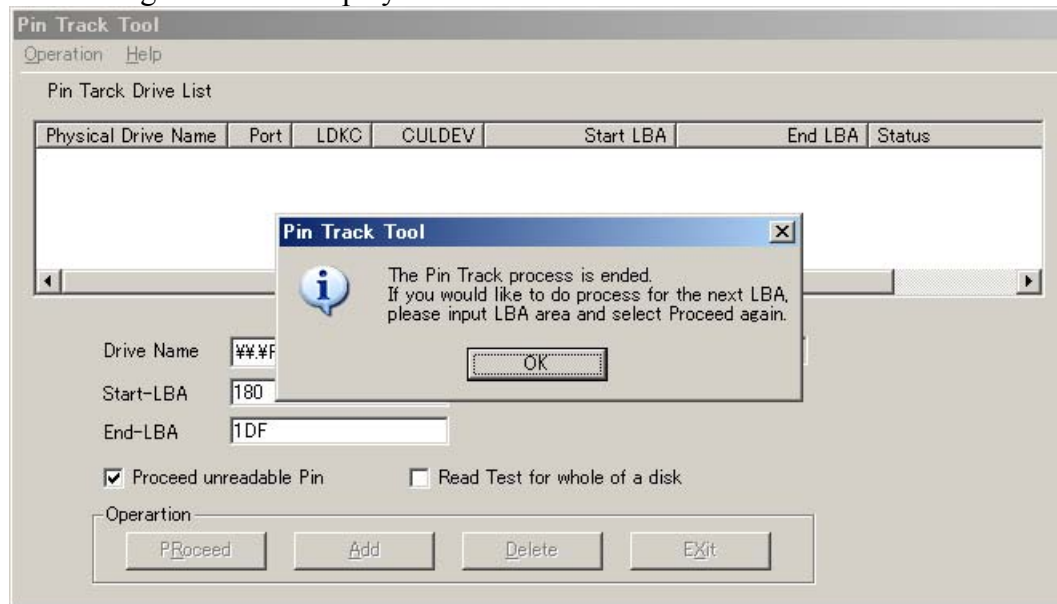 Pin Track Tool
Operation Help
Pin Tarck Drive List
Physical Drive Name Port LDKC CULDEV Start LBA End LBA Status
Pin Track Tool
The Pin Track process is ended.
If you would like to do process for the next LBA,
please input LBA area and select Proceed again.
OK
Drive Name ¥¥.¥
Start-LBA 180
End-LBA 1DF
Proceed unreadable Pin Read Test for whole of a disk
Operartion
PRoceed Add Delete EXit